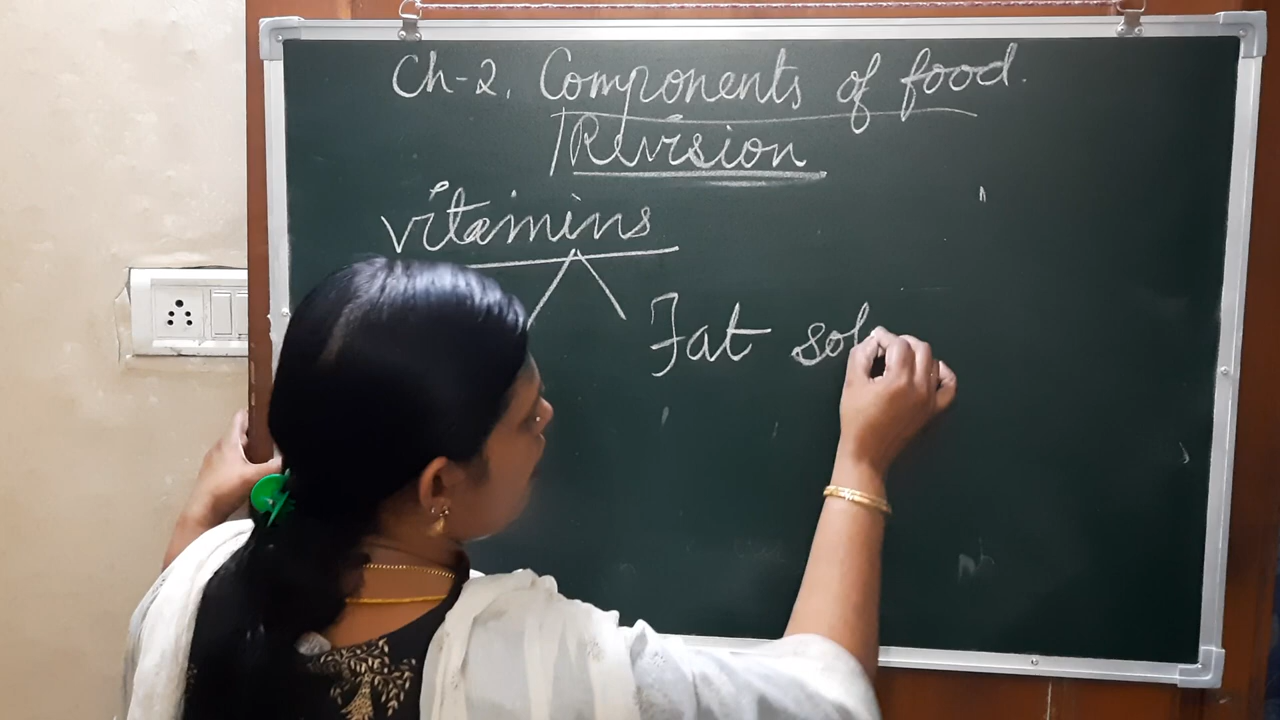 Ch-2. Components of food.
Revision
vitamins
Fat sol